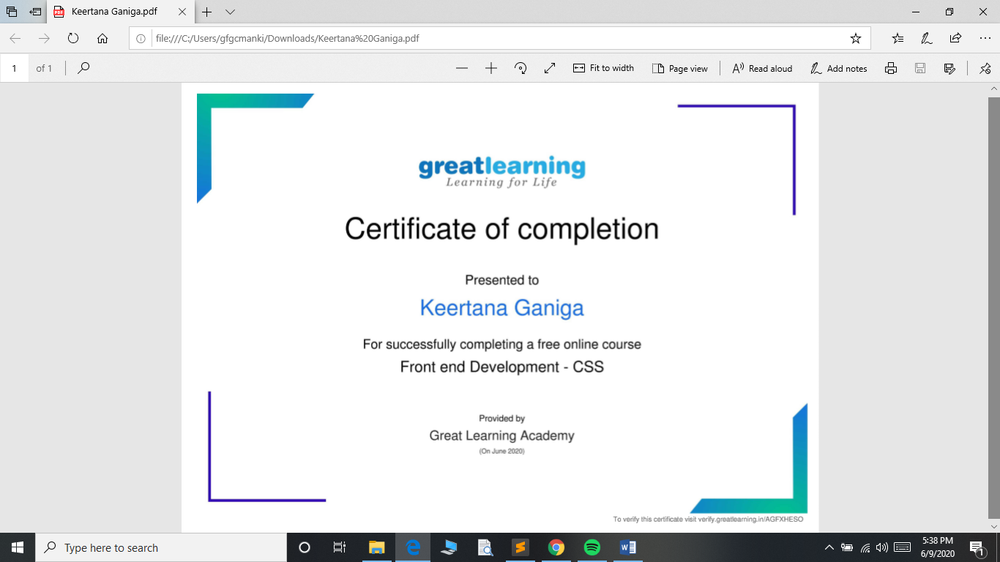 Keertana Ganiga.pdf
file:///C:/Users/gfgcmanki/Downloads/Keertana%20Ganiga.pdf
1 of 1 Fit to width Page view Read aloud Add notes
greatlearning
Learning for Life
Certificate of completion
Presented to
Keertana Ganiga
For successfully completing a free online course
Front end Development - CSS
Provided by
Great Learning Academy
(On June 2020)
To verify this certificate visit verify.greatlearning.in/AGFXHESO
Type here to search
5:38 PM
6/9/2020
1